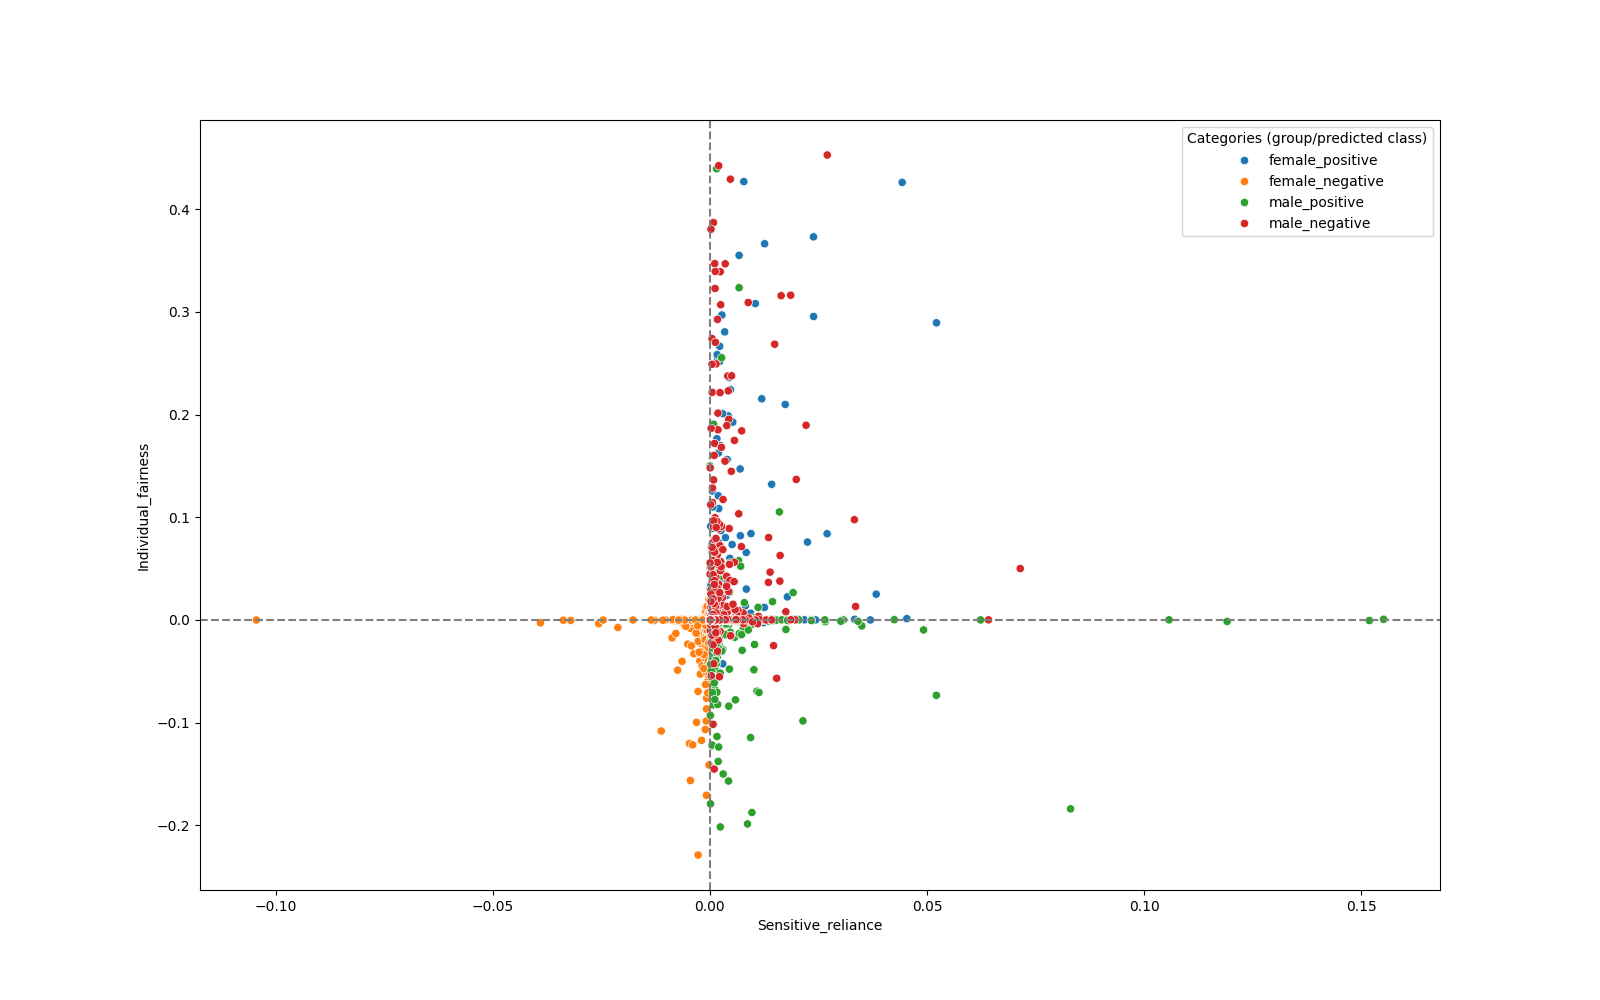 Categories (group/predicted class)
female_positive
female_negative
male_positive
male_negative
0.4
0.3
0.2
0.1
0.0
−0.1
−0.2
Individual_fairness
−0.10
−0.05
0.00
0.05
0.10
0.15
Sensitive_reliance